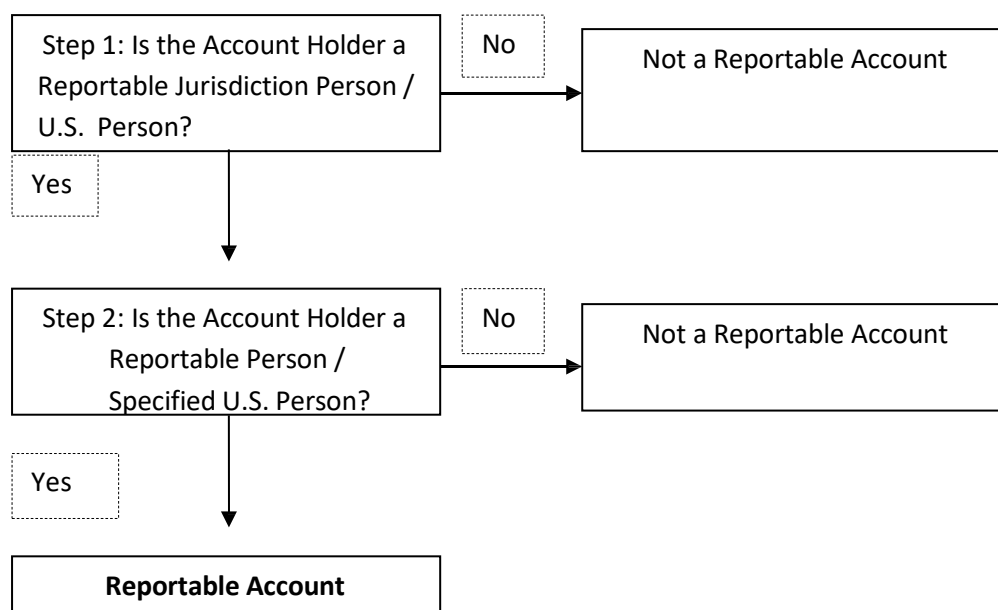 Step 1: Is the Account Holder a
Reportable Jurisdiction Person /
U.S. Person?
No
Not a Reportable Account
Yes
Step 2: Is the Account Holder a
Reportable Person /
Specified U.S. Person?
No
Not a Reportable Account
Yes
Reportable Account